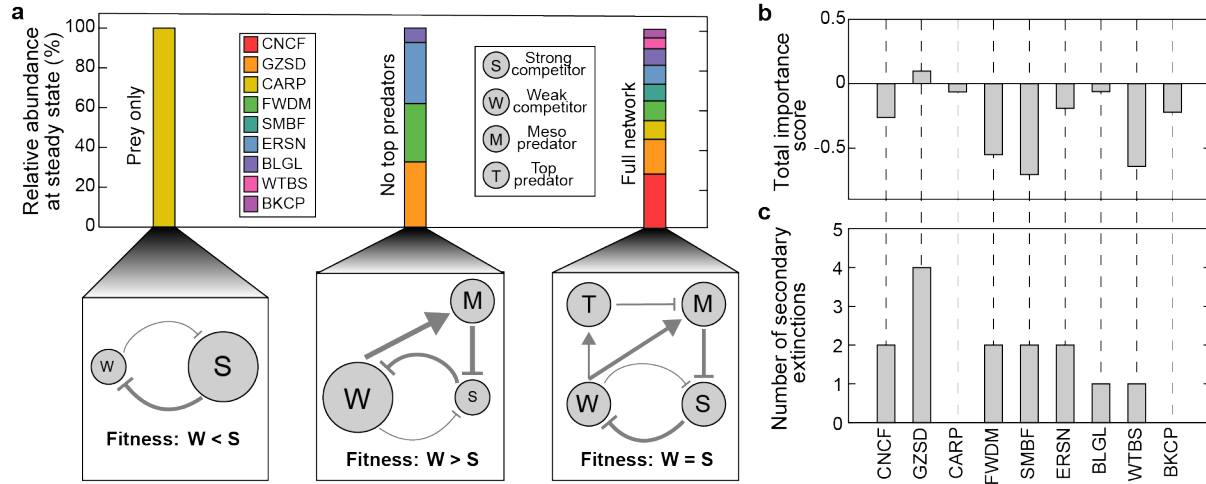 a
Relative abundance
at steady state (%)
100
80
60
40
20
0
Prey only
CNCF
GZSD
CARP
FWDM
SMBF
ERSN
BLGL
WTBS
BKCP
No top predators
S Strong
competitor
W Weak
competitor
M Meso
predator
T Top
predator
Full network
W
S
Fitness: W < S
M
W
S
Fitness: W > S
T
M
W
S
Fitness: W = S
b
Total importance
score
0.5
0
-0.5
c
Number of secondary
extinctions
5
4
3
2
1
0
CNCF
GZSD
CARP
FWDM
SMBF
ERSN
BLGL
WTBS
BKCP